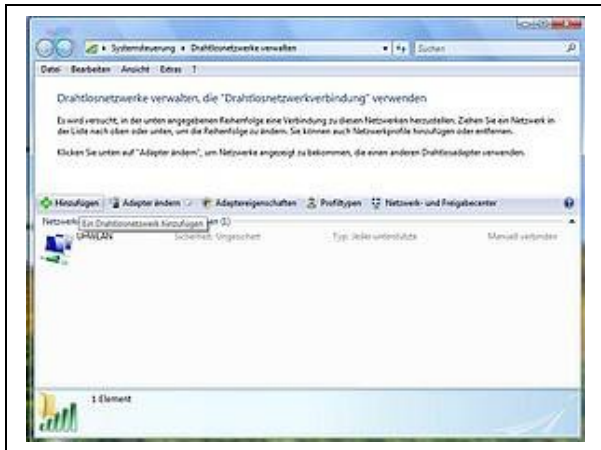 Systemsteuerung Drahtlosnetzwerke verwalten Suchen
Datei Bearbeiten Ansicht Extras ?
Drahtlosnetzwerke verwalten, die "Drahtlosnetzwerkverbindung" verwenden
Es wird versucht, in der unten angegebenen Reihenfolge eine Verbindung zu diesen Netzwerken herzustellen. Ziehen Sie ein Netzwerk in
der Liste nach oben oder unten, um die Reihenfolge zu ändern. Sie können auch Netzwerkprofile hinzufügen oder entfernen.
Klicken Sie unten auf "Adapter ändern", um Netzwerke angezeigt zu bekommen, die einen anderen Drahtlosadapter verwenden.
Hinzufügen Adapter ändern Adaptereigenschaften Profiltypen Netzwerk- und Freigabecenter
Ein Drahtlosnetzwerk hinzufügen
Sicherheit: Ungesichert Typ: Jeder unterstützte Manuell verbinden
1 Element